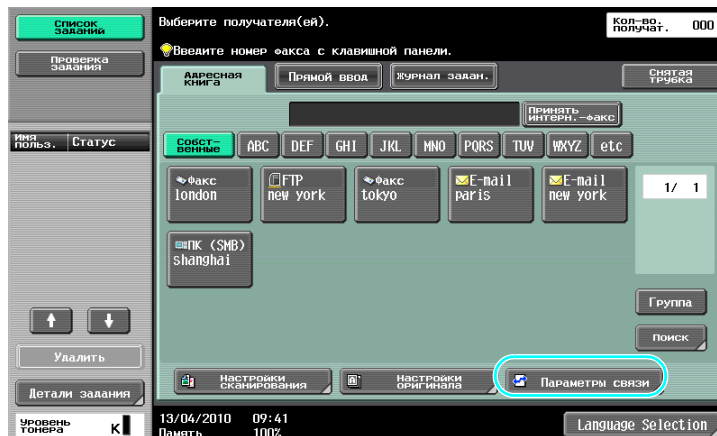 Список
заданий
Проверка
задания
Имя
польз.
Статус
Удалить
Детали задания
Уровень
тонера
K
Выберите получателя(ей).
Введите номер факса с клавишной панели.
Кол-во.
получат.
000
Адресная
книга
Прямой ввод
Журнал задан.
Снятая
трубка
Принять
интерн.-факс
Собст-
венные
ABC
DEF
GHI
JKL
MNO
PQRS
TUV
WXYZ
etc
Факс
london
FTP
new york
Факс
tokyo
E-mail
paris
E-mail
new york
1/ 1
ПК (SMB)
shanghai
Группа
Поиск
Настройки
сканирования
Настройки
оригинала
Параметры связи
13/04/2010 09:41
Память 100%
Language Selection